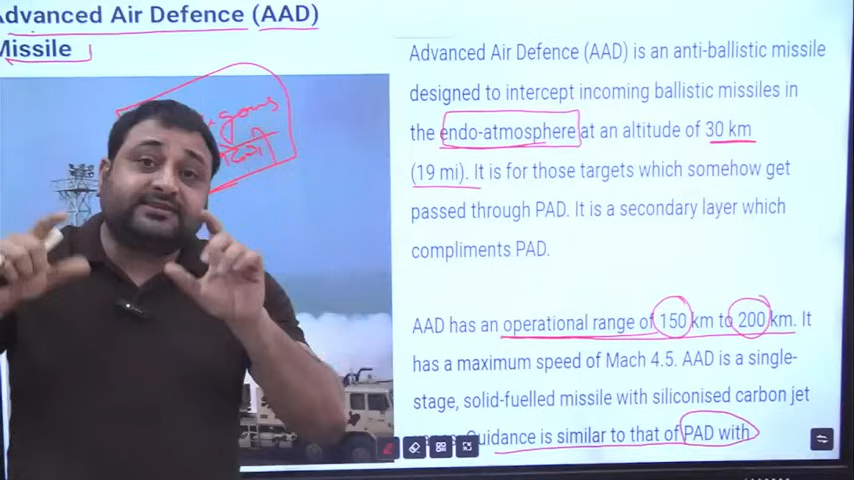 Advanced Air Defence (AAD)
Missile
Advanced Air Defence (AAD) is an anti-ballistic missile
designed to intercept incoming ballistic missiles in
the endo-atmosphere at an altitude of 30 km
(19 mi). It is for those targets which somehow get
passed through PAD. It is a secondary layer which
compliments PAD.
AAD has an operational range of 150 km to 200 km. It
has a maximum speed of Mach 4.5. AAD is a single-
stage, solid-fuelled missile with siliconised carbon jet
Guidance is similar to that of PAD with